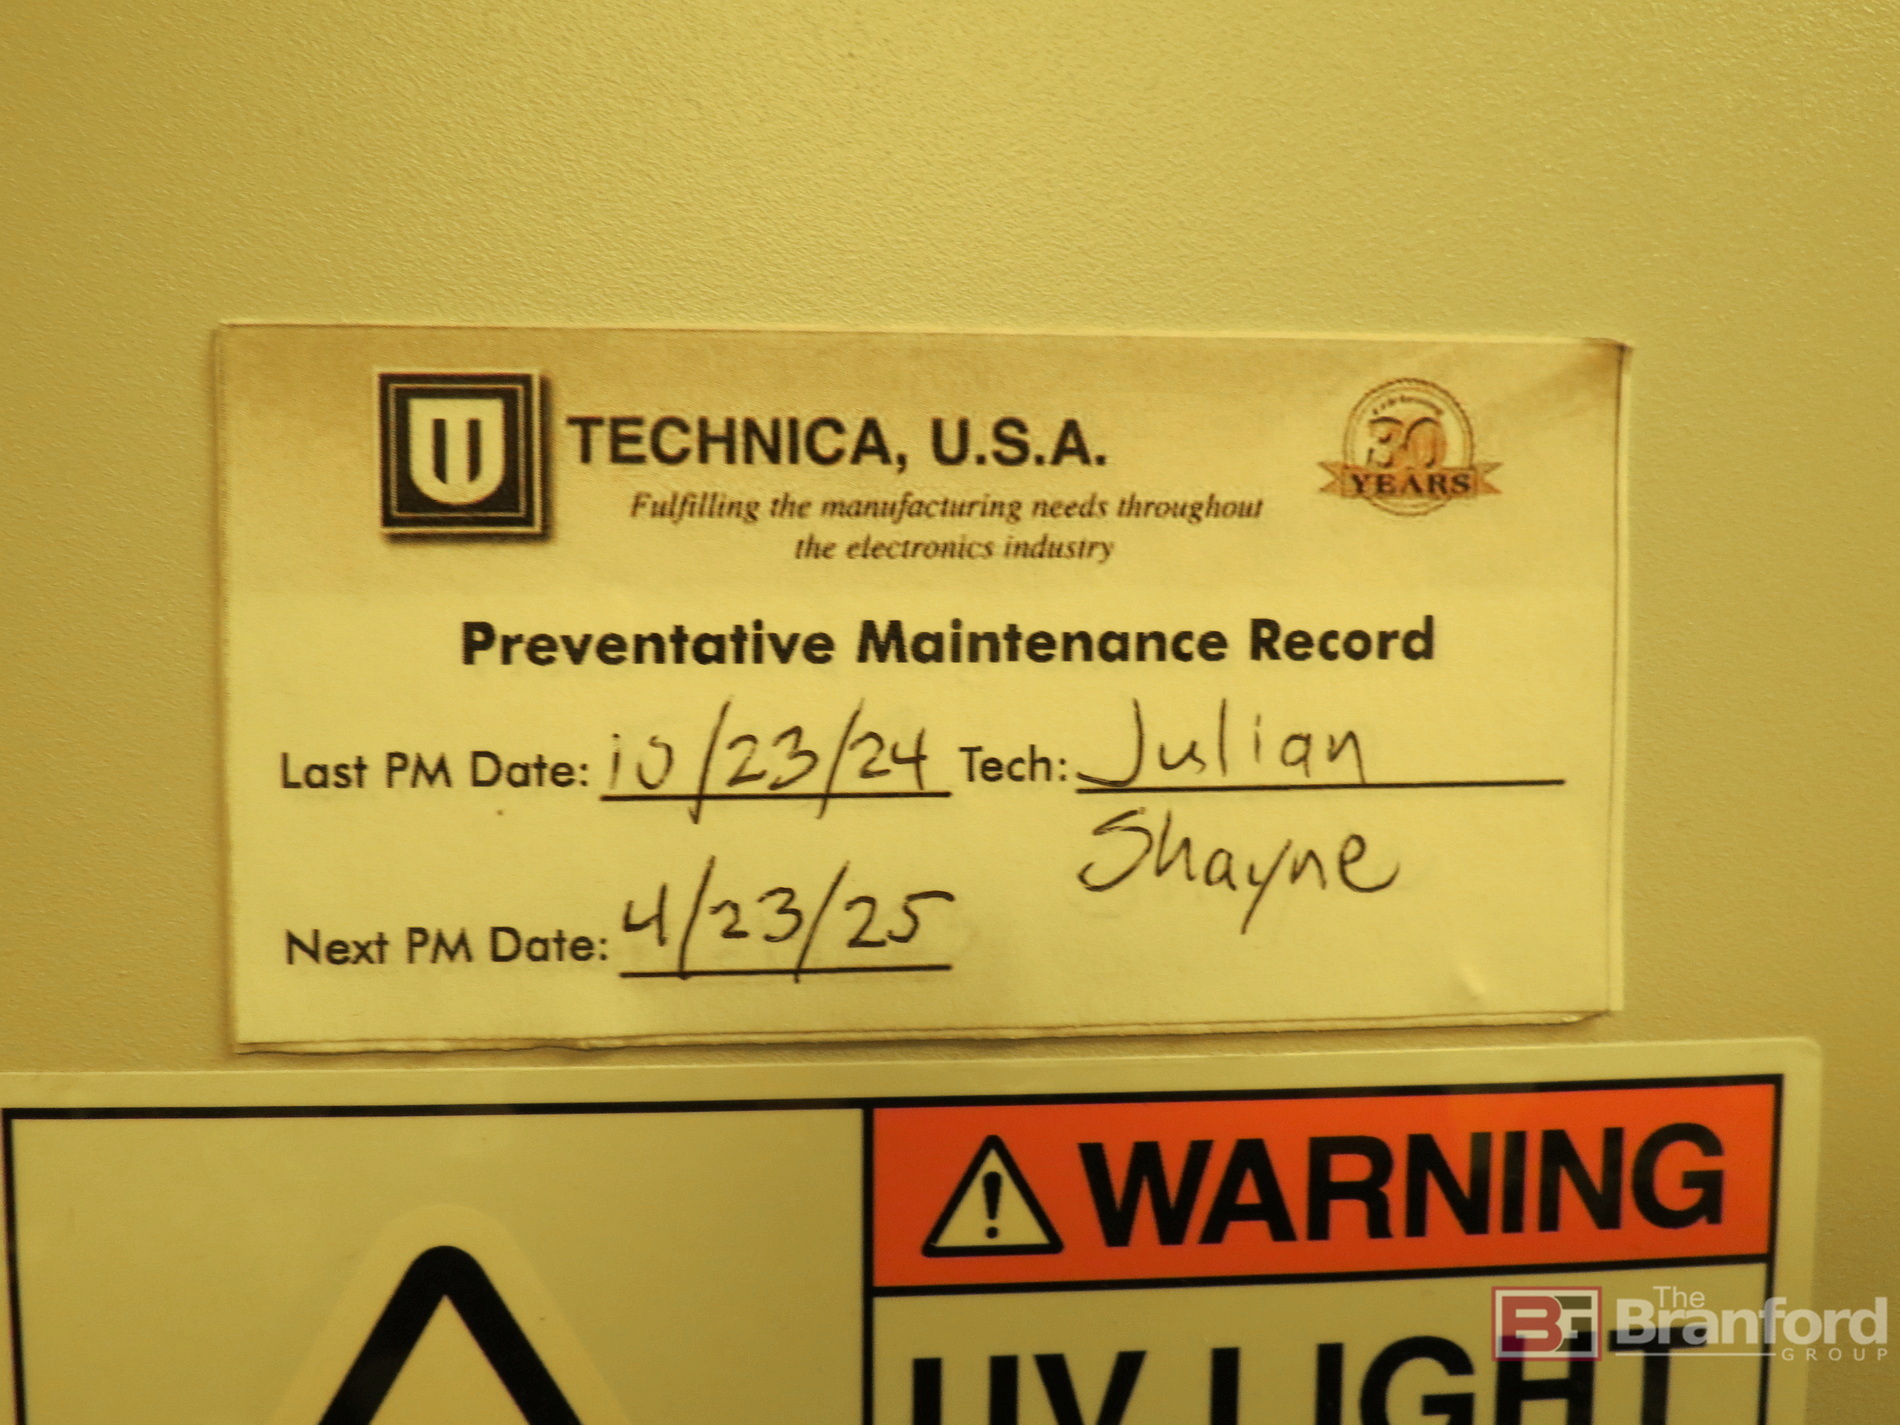 TECHNICA, U.S.A.
Fulfilling the manufacturing needs throughout
the electronics industry
30
YEARS
Preventative Maintenance Record
Last PM Date: 10/23/24 Tech: Julian
Shayne
Next PM Date: 4/23/25
WARNING
UV LIGHT
The
Branford
GROUP